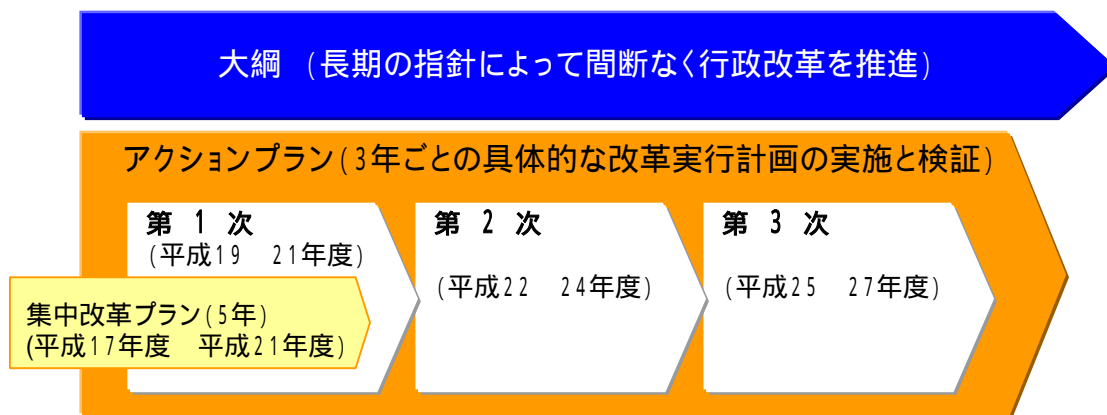 大綱 (長期の指針によって間断なく行政改革を推進)
アクションプラン(3年ごとの具体的な改革実行計画の実施と検証)
第 1 次
(平成19 21年度)
第 2 次
(平成22 24年度)
第 3 次
(平成25 27年度)
集中改革プラン(5年)
(平成17年度 平成21年度)